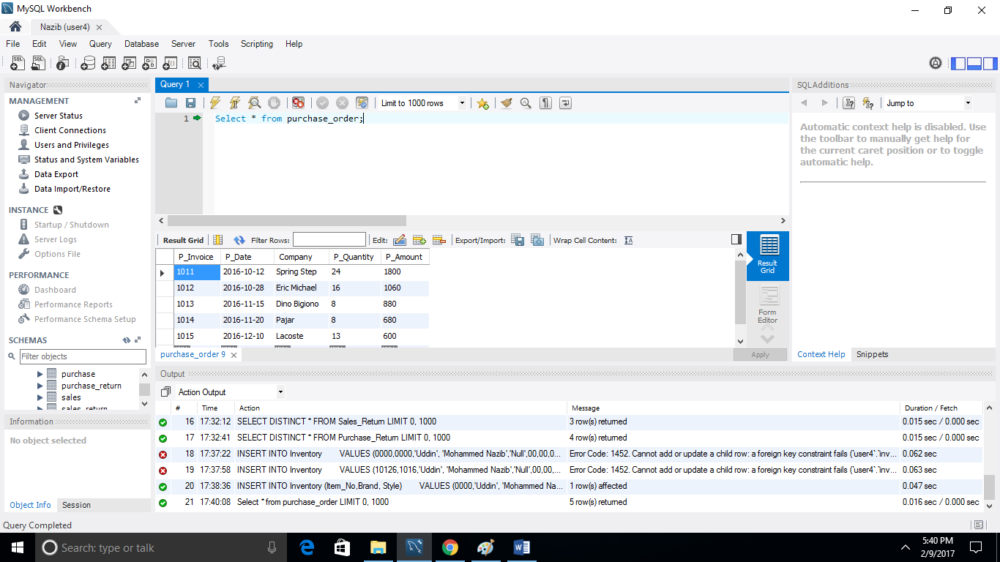 MySQL Workbench
Nazib (user4)
File Edit View Query Database Server Tools Scripting Help
Navigator
MANAGEMENT
Server Status
Client Connections
Users and Privileges
Status and System Variables
Data Export
Data Import/Restore
INSTANCE
Startup / Shutdown
Server Logs
Options File
PERFORMANCE
Dashboard
Performance Reports
Performance Schema Setup
SCHEMAS
Filter objects
purchase
purchase_return
sales
sales_return
Information
No object selected
Object Info Session
Query 1
Limit to 1000 rows
1 Select * from purchase_order;
Result Grid Filter Rows: Edit: Export/Import: Wrap Cell Content:
P_Invoice P_Date Company P_Quantity P_Amount
1011 2016-10-12 Spring Step 24 1800
1012 2016-10-28 Eric Michael 16 1060
1013 2016-11-15 Dino Bigiono 8 880
1014 2016-11-20 Pajar 8 680
1015 2016-12-10 Lacoste 13 600
Result
Grid
Form
Editor
purchase_order 9
Apply
SQLAdditions
Jump to
Automatic context help is disabled. Use
the toolbar to manually get help for
the current caret position or to toggle
automatic help.
Context Help Snippets
Output
Action Output
# Time Action Message Duration / Fetch
16 17:32:12 SELECT DISTINCT * FROM Sales_Return LIMIT 0, 1000 3 row(s) returned 0.015 sec / 0.000 sec
17 17:32:41 SELECT DISTINCT * FROM Purchase_Return LIMIT 0, 1000 4 row(s) returned 0.015 sec / 0.000 sec
18 17:37:22 INSERT INTO Inventory VALUES (0000,0000,'Uddin', 'Mohammed Nazib','Null',00,00,0... Error Code: 1452. Cannot add or update a child row: a foreign key constraint fails (`user4`.`inv... 0.062 sec
19 17:37:58 INSERT INTO Inventory VALUES (10126,1016,'Uddin', 'Mohammed Nazib','Null',00,00,... Error Code: 1452. Cannot add or update a child row: a foreign key constraint fails (`user4`.`inv... 0.063 sec
20 17:38:36 INSERT INTO Inventory (Item_No,Brand, Style) VALUES (0000,'Uddin', 'Mohammed Na... 1 row(s) affected 0.047 sec
21 17:40:08 Select * from purchase_order LIMIT 0, 1000 5 row(s) returned 0.016 sec / 0.000 sec
Query Completed
Search: type or talk
5:40 PM
2/9/2017